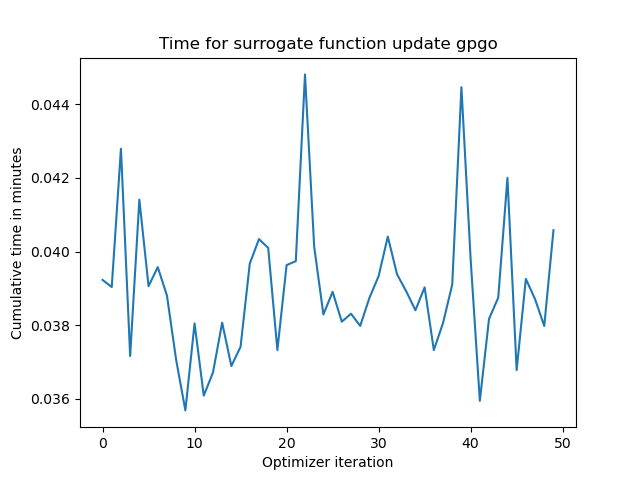 Time for surrogate function update gpgo
Cumulative time in minutes
0.044
0.042
0.040
0.038
0.036
0 10 20 30 40 50
Optimizer iteration